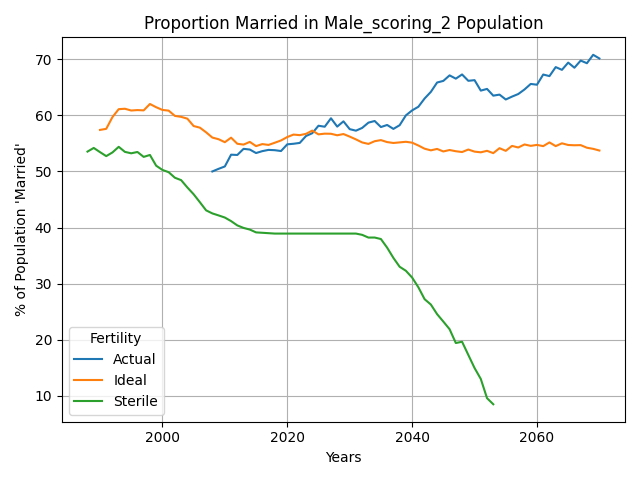 Proportion Married in Male_scoring_2 Population
% of Population 'Married'
70
60
50
40
30
20
10
Fertility
Actual
Ideal
Sterile
2000 2020 2040 2060
Years